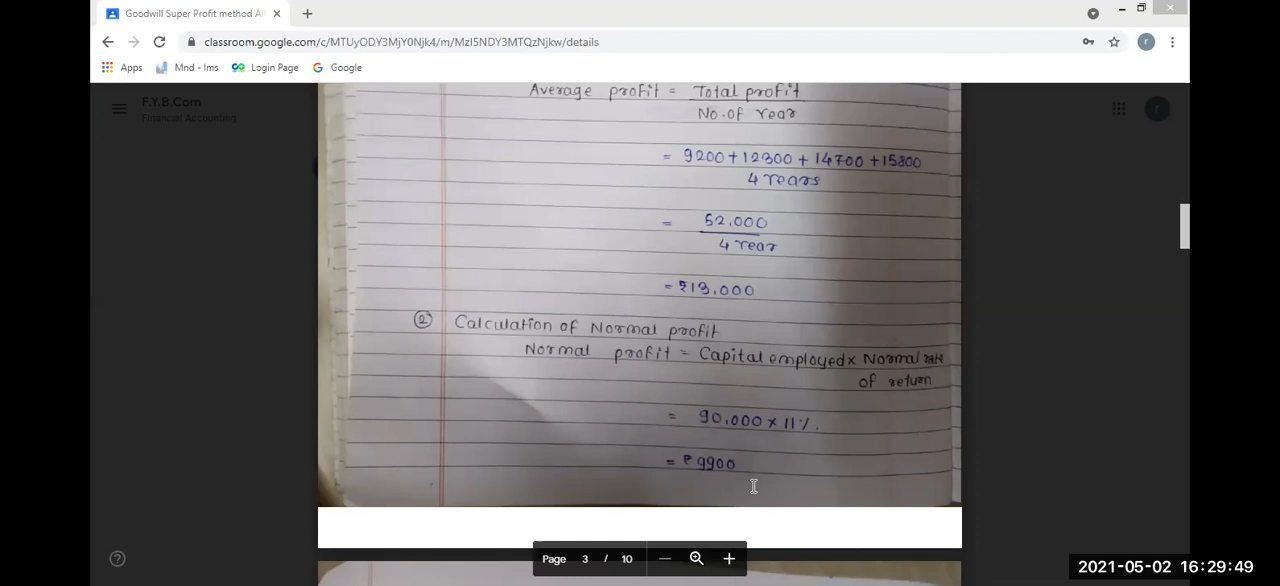 Goodwill Super Profit method All
classroom.google.com/c/MTUyODY3MjY0Njk4/m/MzI5NDY3MTQzNjkw/details
r
Apps Mnd - Ims Login Page Google
F.Y.B.Com
Financial Accounting
r
Average profit = Total profit
No. of Year
= 9200 + 12300 + 14700 + 15800
4 Years
= 52,000
4 Year
= ₹13,000
② Calculation of Normal profit
Normal profit = Capital employed x Normal rate
of return
= 90,000 x 11%.
= ₹ 9900
Page 3 / 10
2021-05-02 16:29:49